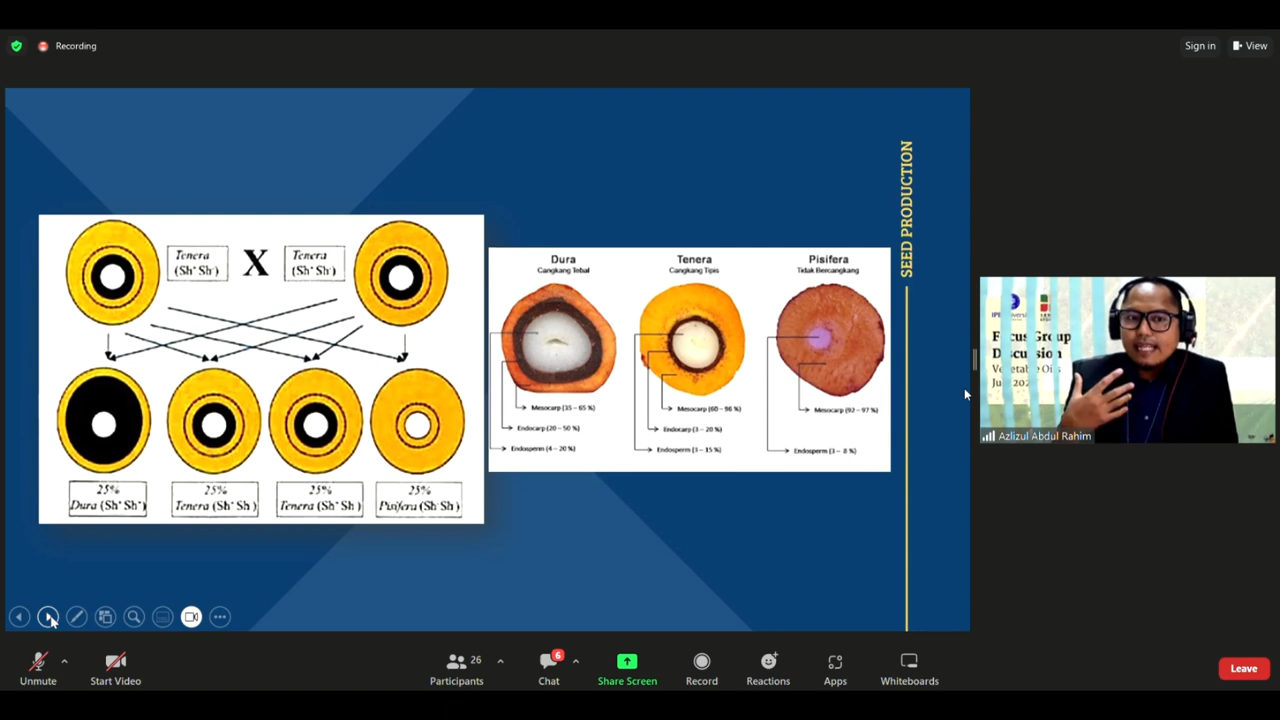 Recording
Sign in
View
Tenera
(Sh⁺ Sh⁻)
X
Tenera
(Sh⁺ Sh⁻)
25%
Dura (Sh⁺ Sh⁺)
25%
Tenera (Sh⁺ Sh⁻)
25%
Tenera (Sh⁺ Sh⁻)
25%
Pisifera (Sh⁻ Sh⁻)
Dura
Cangkang Tebal
Mesocarp (35 – 65 %)
Endocarp (20 – 50 %)
Endosperm (4 – 20 %)
Tenera
Cangkang Tipis
Mesocarp (60 – 96 %)
Endocarp (3 – 20 %)
Endosperm (3 – 15 %)
Pisifera
Tidak Bercangkang
Mesocarp (92 – 97 %)
Endosperm (3 – 8 %)
SEED PRODUCTION
Focus Group
Discussion
Vegetable Oils
Azlizul Abdul Rahim
Unmute
Start Video
26
Participants
6
Chat
Share Screen
Record
Reactions
Apps
Whiteboards
Leave